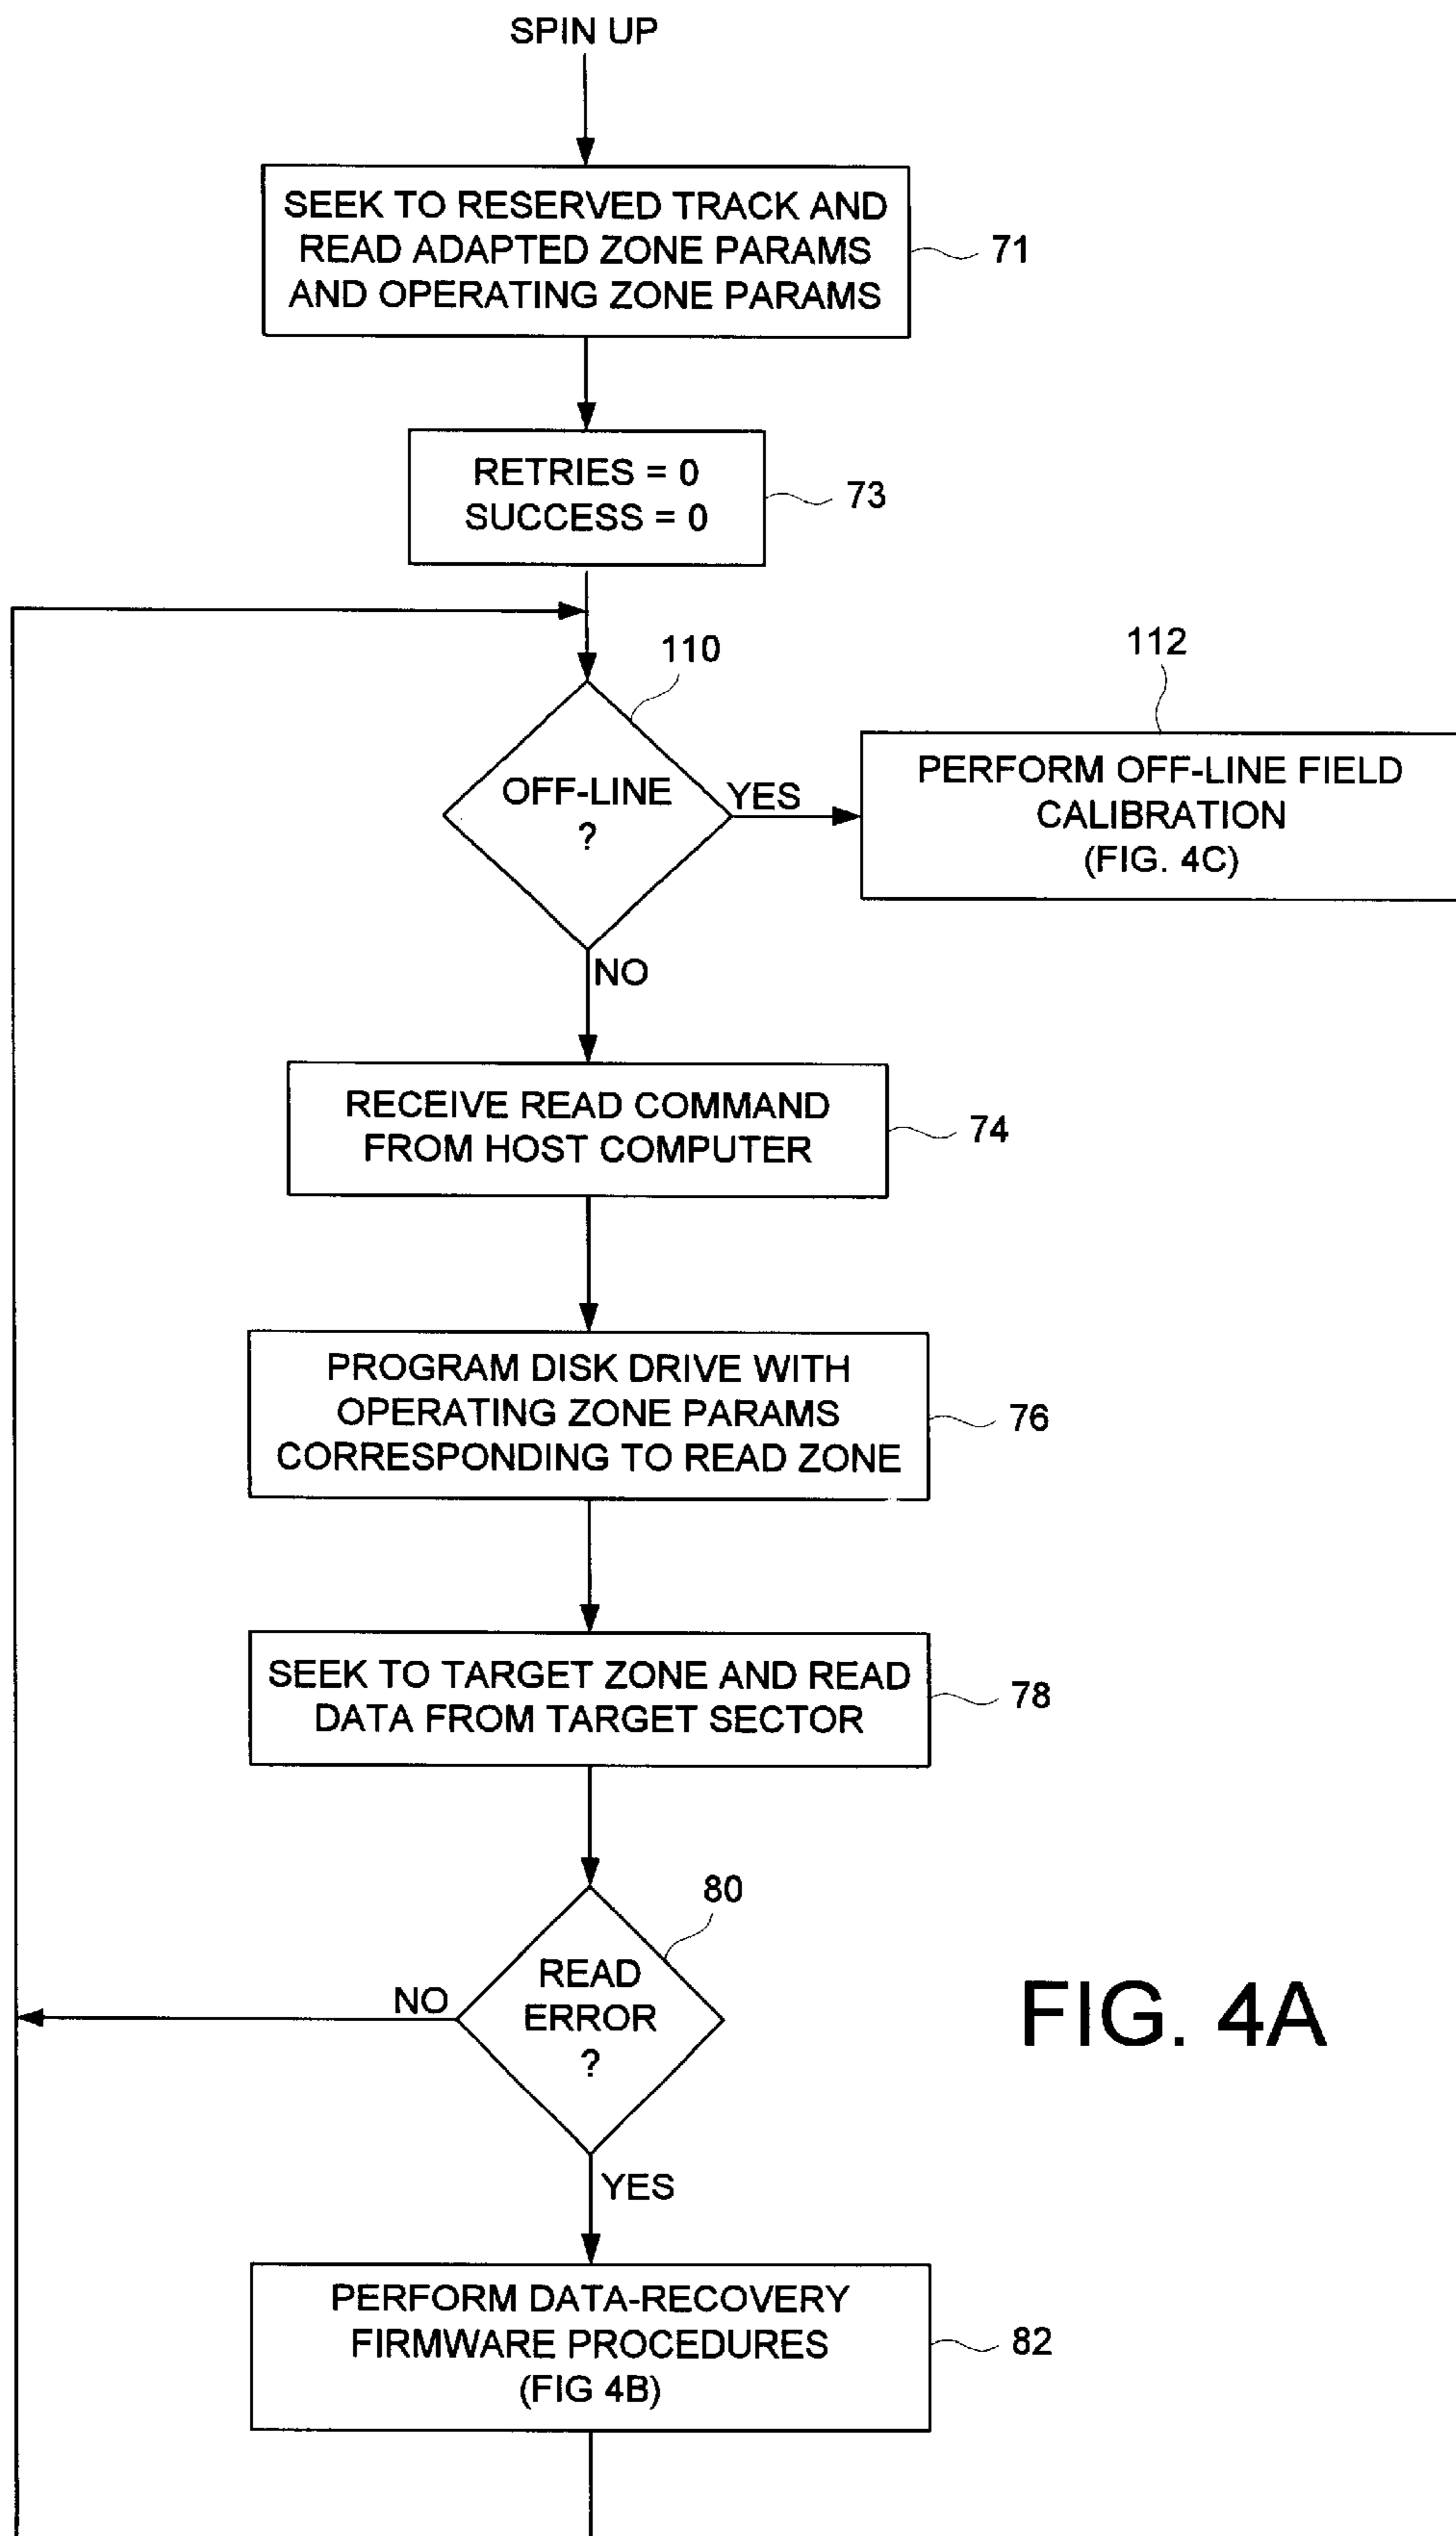 SPIN UP
SEEK TO RESERVED TRACK AND
READ ADAPTED ZONE PARAMS
AND OPERATING ZONE PARAMS
71
RETRIES = 0
SUCCESS = 0
73
110
OFF-LINE
?
YES
NO
112
PERFORM OFF-LINE FIELD
CALIBRATION
(FIG. 4C)
RECEIVE READ COMMAND
FROM HOST COMPUTER
74
PROGRAM DISK DRIVE WITH
OPERATING ZONE PARAMS
CORRESPONDING TO READ ZONE
76
SEEK TO TARGET ZONE AND READ
DATA FROM TARGET SECTOR
78
80
READ
ERROR
?
NO
YES
FIG. 4A
PERFORM DATA-RECOVERY
FIRMWARE PROCEDURES
(FIG 4B)
82